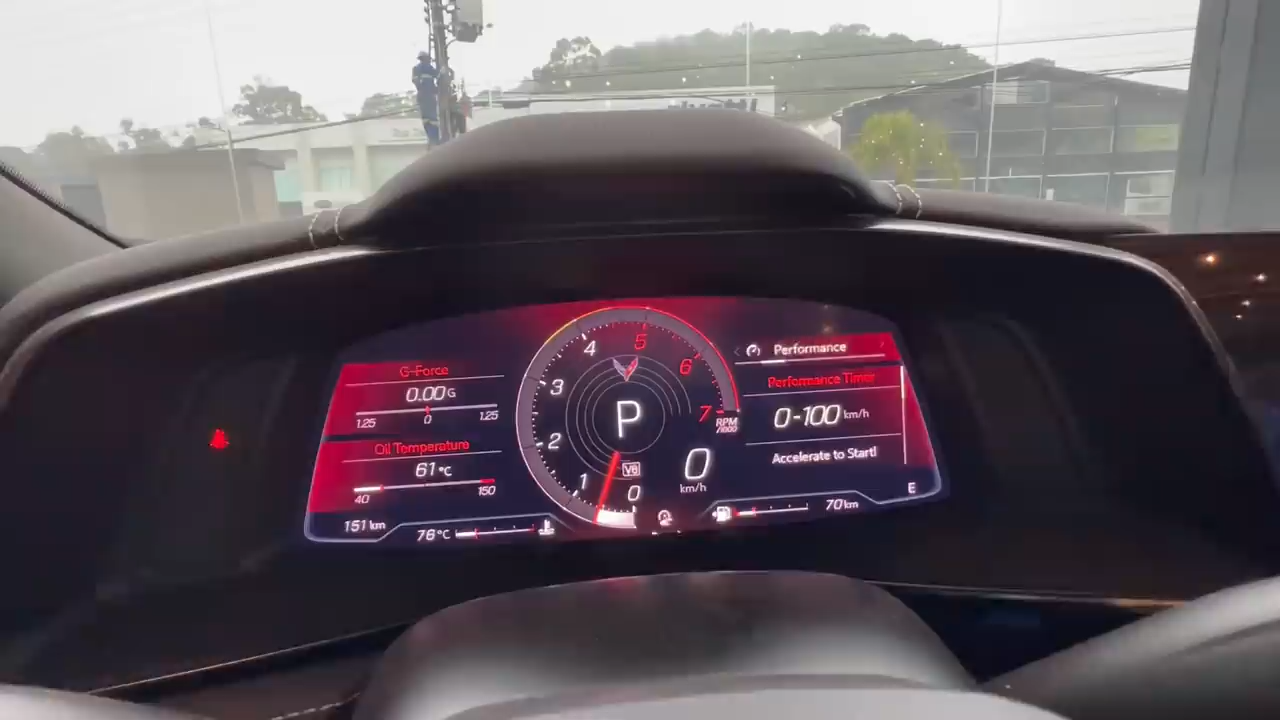 G-Force
0.00 G
1.25 0 1.25
Oil Temperature
61 °C
40 150
151 km
76 °C
0
1
2
3
4
5
6
7
RPM
/1000
P
V8
0
km/h
Performance
Performance Timer
0-100 km/h
Accelerate to Start!
E
70 km